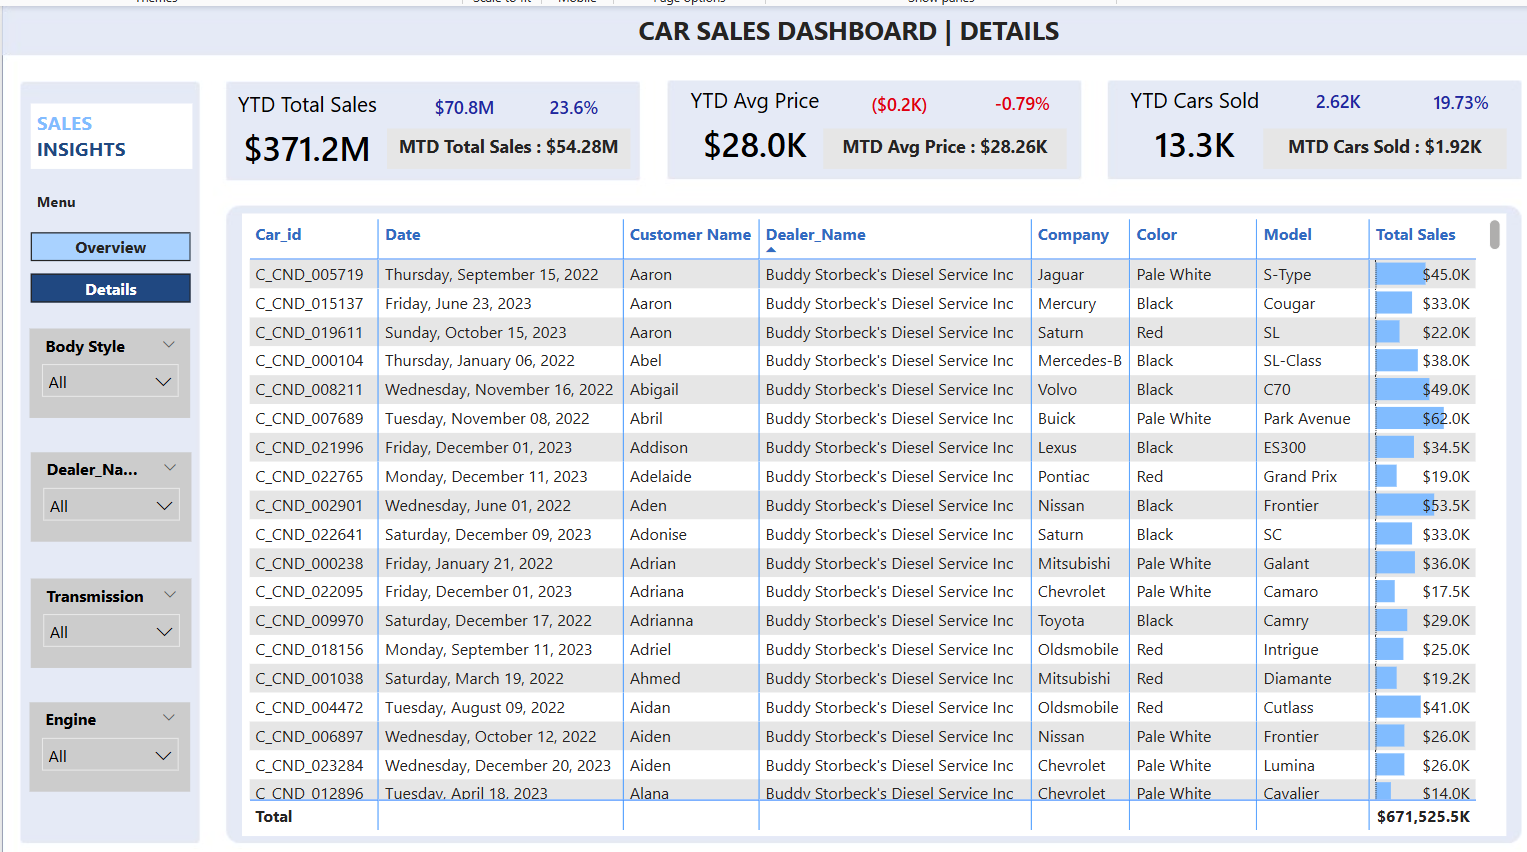 Themes Scale to fit Mobile Page options Show panes
CAR SALES DASHBOARD | DETAILS
SALES
INSIGHTS
Menu
Overview
Details
Body Style
All
Dealer_Na...
All
Transmission
All
Engine
All
YTD Total Sales $70.8M 23.6%
$371.2M MTD Total Sales : $54.28M
YTD Avg Price ($0.2K) -0.79%
$28.0K MTD Avg Price : $28.26K
YTD Cars Sold 2.62K 19.73%
13.3K MTD Cars Sold : $1.92K
Car_id Date Customer Name Dealer_Name Company Color Model Total Sales
C_CND_005719 Thursday, September 15, 2022 Aaron Buddy Storbeck's Diesel Service Inc Jaguar Pale White S-Type $45.0K
C_CND_015137 Friday, June 23, 2023 Aaron Buddy Storbeck's Diesel Service Inc Mercury Black Cougar $33.0K
C_CND_019611 Sunday, October 15, 2023 Aaron Buddy Storbeck's Diesel Service Inc Saturn Red SL $22.0K
C_CND_000104 Thursday, January 06, 2022 Abel Buddy Storbeck's Diesel Service Inc Mercedes-B Black SL-Class $38.0K
C_CND_008211 Wednesday, November 16, 2022 Abigail Buddy Storbeck's Diesel Service Inc Volvo Black C70 $49.0K
C_CND_007689 Tuesday, November 08, 2022 Abril Buddy Storbeck's Diesel Service Inc Buick Pale White Park Avenue $62.0K
C_CND_021996 Friday, December 01, 2023 Addison Buddy Storbeck's Diesel Service Inc Lexus Black ES300 $34.5K
C_CND_022765 Monday, December 11, 2023 Adelaide Buddy Storbeck's Diesel Service Inc Pontiac Red Grand Prix $19.0K
C_CND_002901 Wednesday, June 01, 2022 Aden Buddy Storbeck's Diesel Service Inc Nissan Black Frontier $53.5K
C_CND_022641 Saturday, December 09, 2023 Adonise Buddy Storbeck's Diesel Service Inc Saturn Black SC $33.0K
C_CND_000238 Friday, January 21, 2022 Adrian Buddy Storbeck's Diesel Service Inc Mitsubishi Pale White Galant $36.0K
C_CND_022095 Friday, December 01, 2023 Adriana Buddy Storbeck's Diesel Service Inc Chevrolet Pale White Camaro $17.5K
C_CND_009970 Saturday, December 17, 2022 Adrianna Buddy Storbeck's Diesel Service Inc Toyota Black Camry $29.0K
C_CND_018156 Monday, September 11, 2023 Adriel Buddy Storbeck's Diesel Service Inc Oldsmobile Red Intrigue $25.0K
C_CND_001038 Saturday, March 19, 2022 Ahmed Buddy Storbeck's Diesel Service Inc Mitsubishi Red Diamante $19.2K
C_CND_004472 Tuesday, August 09, 2022 Aidan Buddy Storbeck's Diesel Service Inc Oldsmobile Red Cutlass $41.0K
C_CND_006897 Wednesday, October 12, 2022 Aiden Buddy Storbeck's Diesel Service Inc Nissan Pale White Frontier $26.0K
C_CND_023284 Wednesday, December 20, 2023 Aiden Buddy Storbeck's Diesel Service Inc Chevrolet Pale White Lumina $26.0K
C_CND_012896 Tuesday, April 18, 2023 Alana Buddy Storbeck's Diesel Service Inc Chevrolet Pale White Cavalier $14.0K
Total $671,525.5K